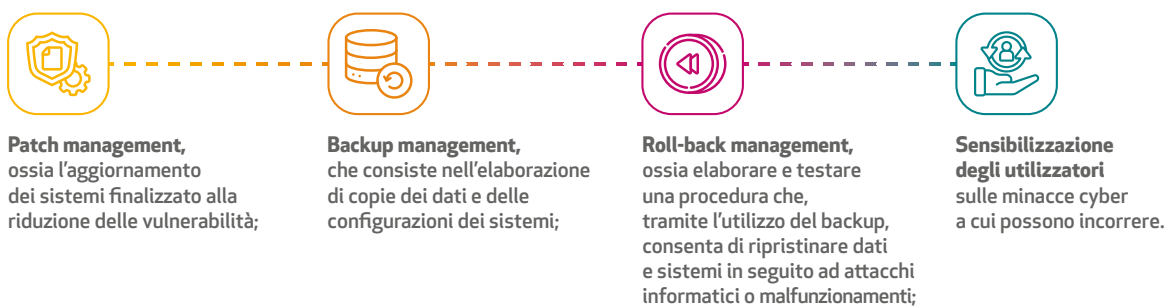 Patch management,
ossia l'aggiornamento
dei sistemi finalizzato alla
riduzione delle vulnerabilità;
Backup management,
che consiste nell'elaborazione
di copie dei dati e delle
configurazioni dei sistemi;
Roll-back management,
ossia elaborare e testare
una procedura che,
tramite l'utilizzo del backup,
consenta di ripristinare dati
e sistemi in seguito ad attacchi
informatici o malfunzionamenti;
Sensibilizzazione
degli utilizzatori
sulle minacce cyber
a cui possono incorrere.